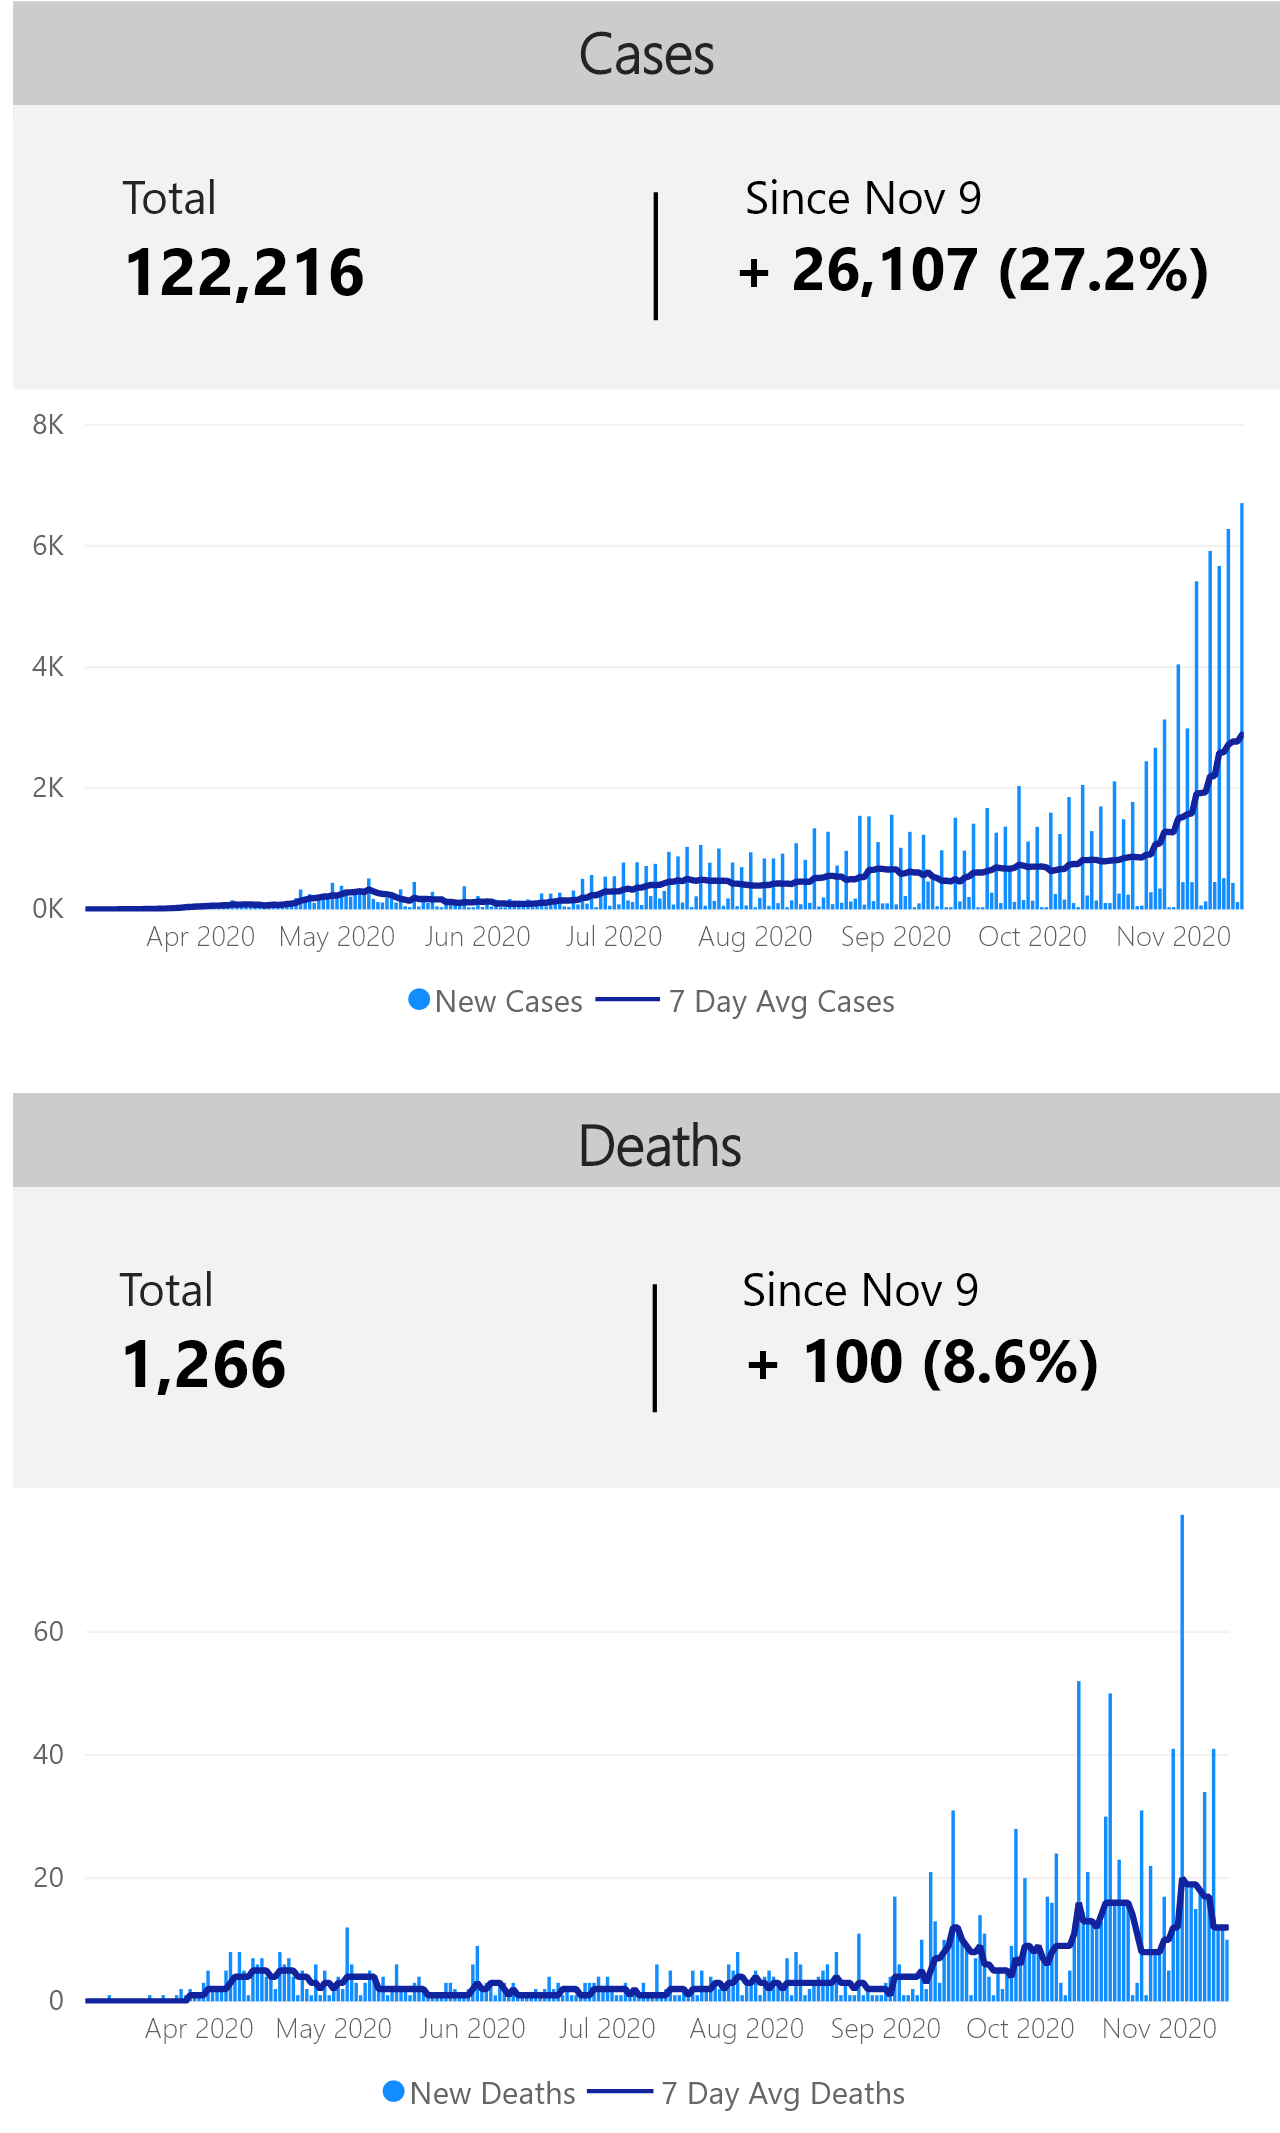 Cases
Total
Since Nov 9
122,216
+ 26,107 (27.2%)
8K
6K
4K
2K
0K
Apr 2020 May 2020 Jun 2020 Jul 2020 Aug 2020 Sep 2020 Oct 2020 Nov 2020
New Cases 7 Day Avg Cases
Deaths
Total
Since Nov 9
1,266
+ 100 (8.6%)
60
40
20
0
Apr 2020 May 2020 Jun 2020 Jul 2020 Aug 2020 Sep 2020 Oct 2020 Nov 2020
New Deaths 7 Day Avg Deaths